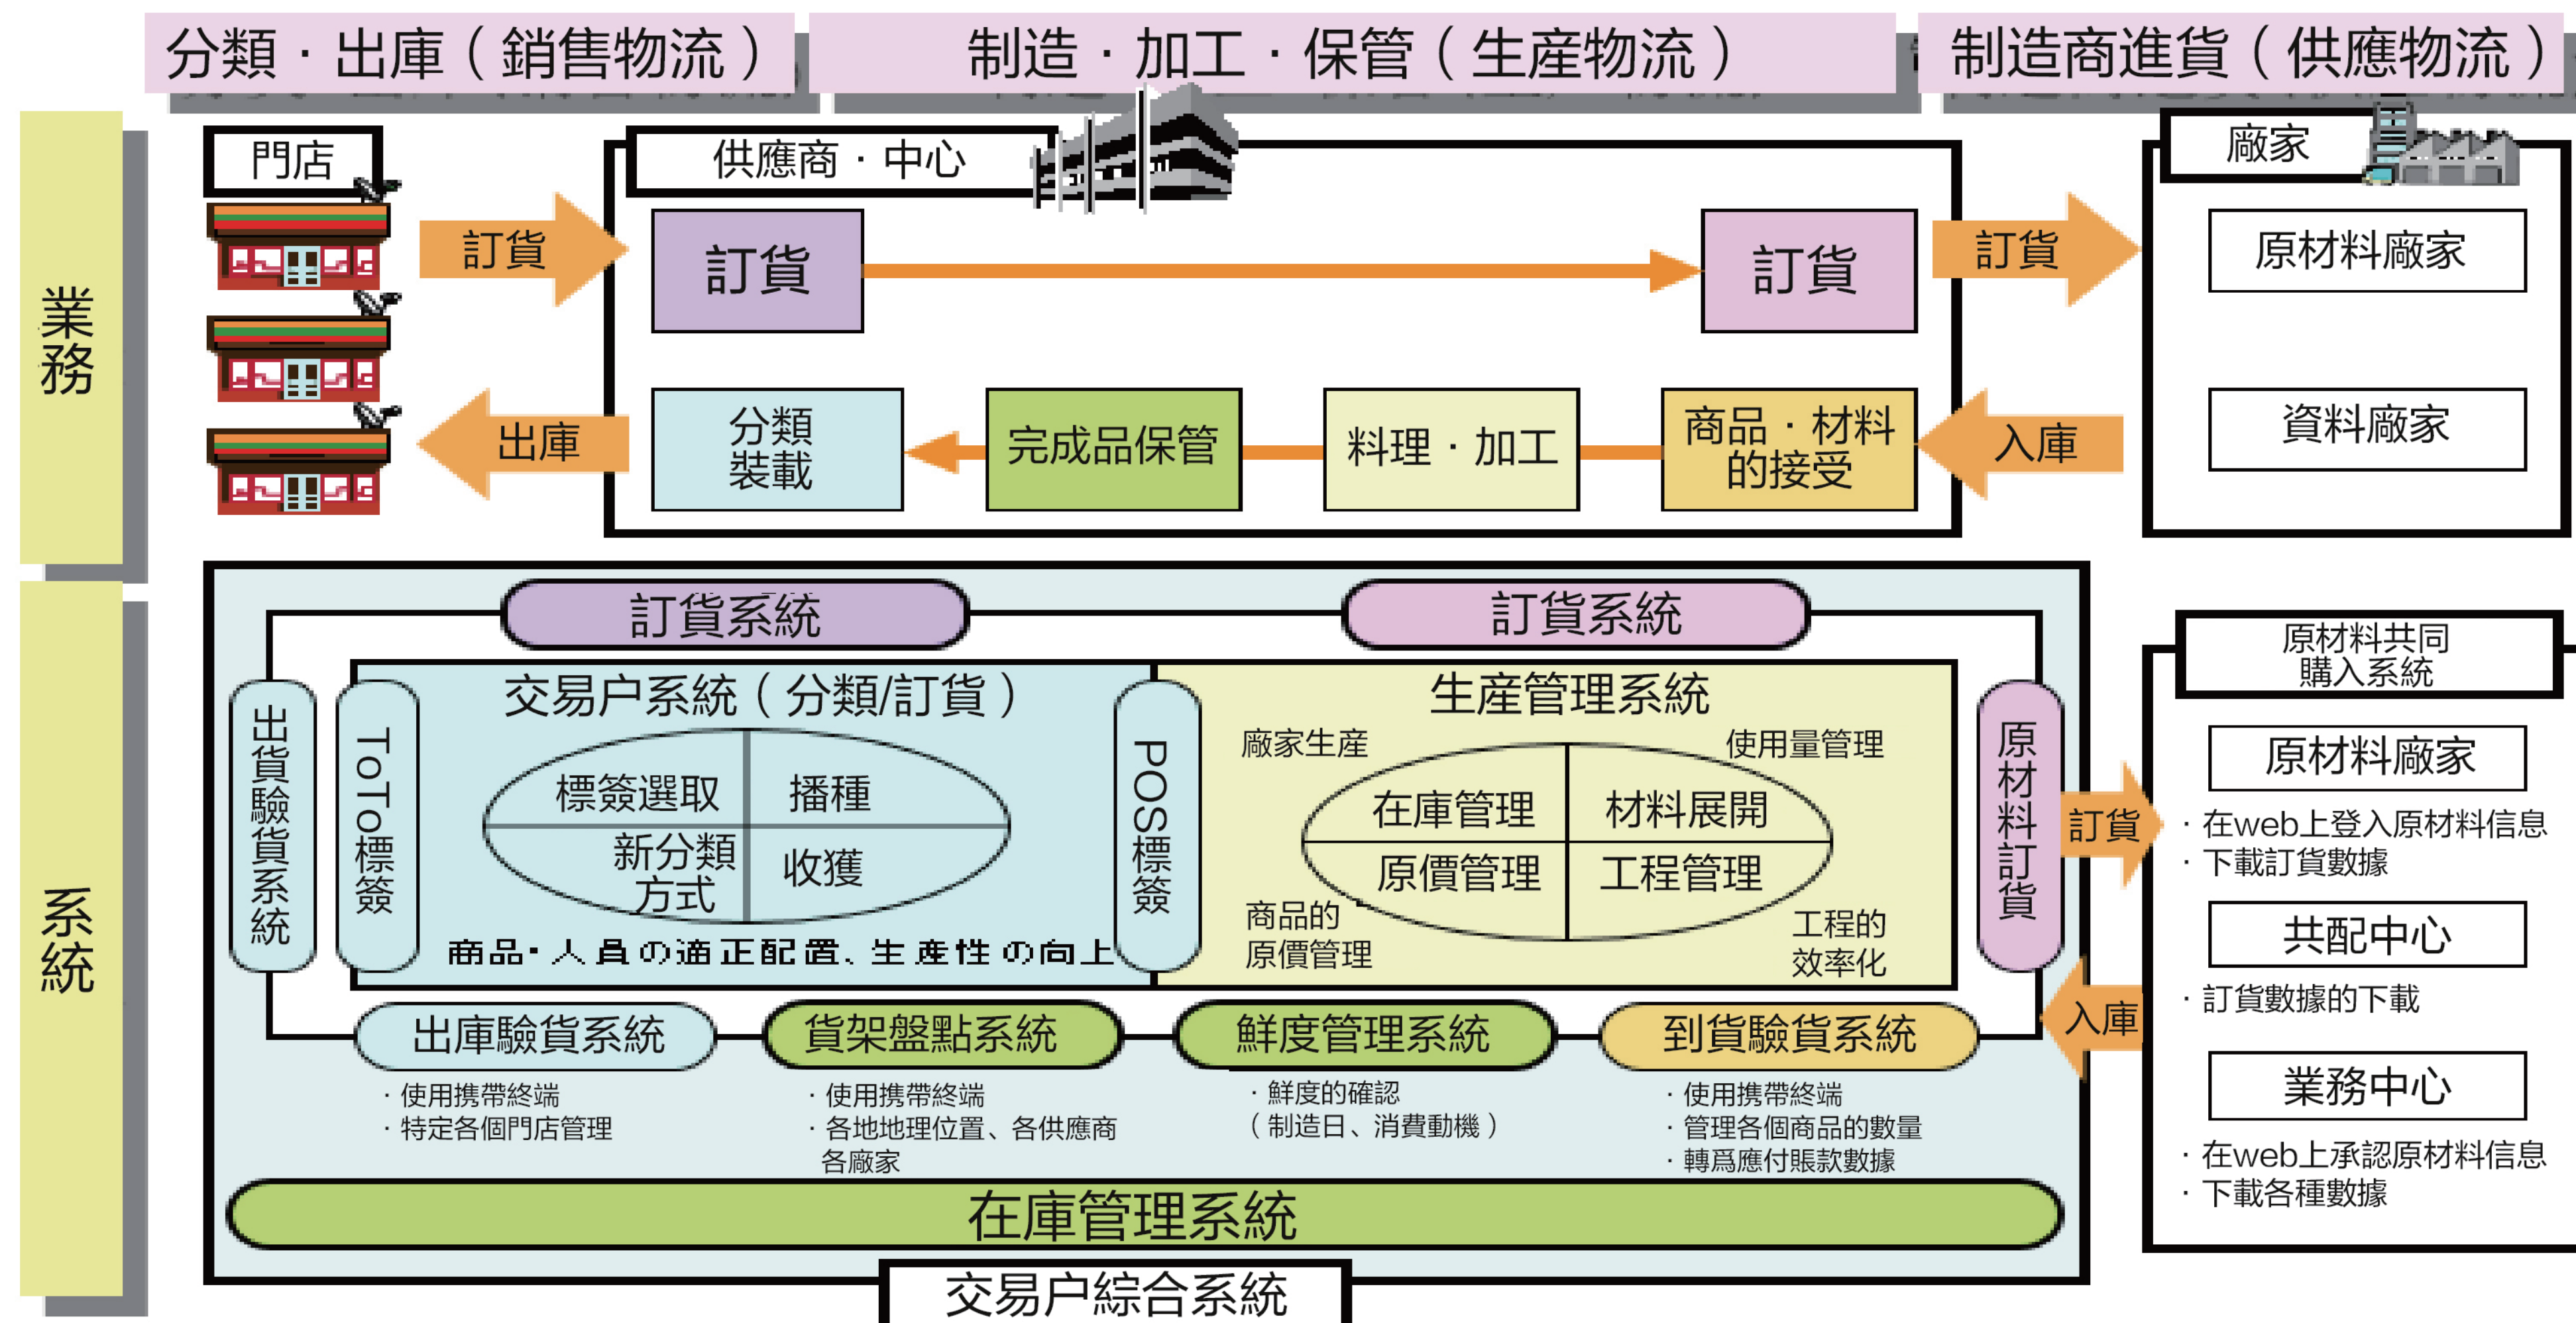 分類·出庫（銷售物流）
制造·加工·保管（生産物流）
制造商進貨（供應物流）
業務
門店
供應商·中心
廠家
訂貨
訂貨
訂貨
訂貨
原材料廠家
出庫
分類
裝載
完成品保管
料理·加工
商品·材料
的接受
入庫
資料廠家
系統
訂貨系統
訂貨系統
出貨驗貨系統
ToTo標簽
交易户系統（分類/訂貨）
標簽選取
播種
新分類
方式
收獲
商品・人員の適正配置、生産性の向上
POS標簽
生産管理系統
廠家生産
使用量管理
在庫管理
材料展開
原價管理
工程管理
商品的
原價管理
工程的
效率化
原材料訂貨
訂貨
入庫
出庫驗貨系統
·使用携帶終端
·特定各個門店管理
貨架盤點系統
·使用携帶終端
·各地地理位置、各供應商
各廠家
鮮度管理系統
·鮮度的確認
（制造日、消費動機）
到貨驗貨系統
·使用携帶終端
·管理各個商品的數量
·轉爲應付賬款數據
在庫管理系統
交易户綜合系統
原材料共同
購入系統
原材料廠家
·在web上登入原材料信息
·下載訂貨數據
共配中心
·訂貨數據的下載
業務中心
·在web上承認原材料信息
·下載各種數據